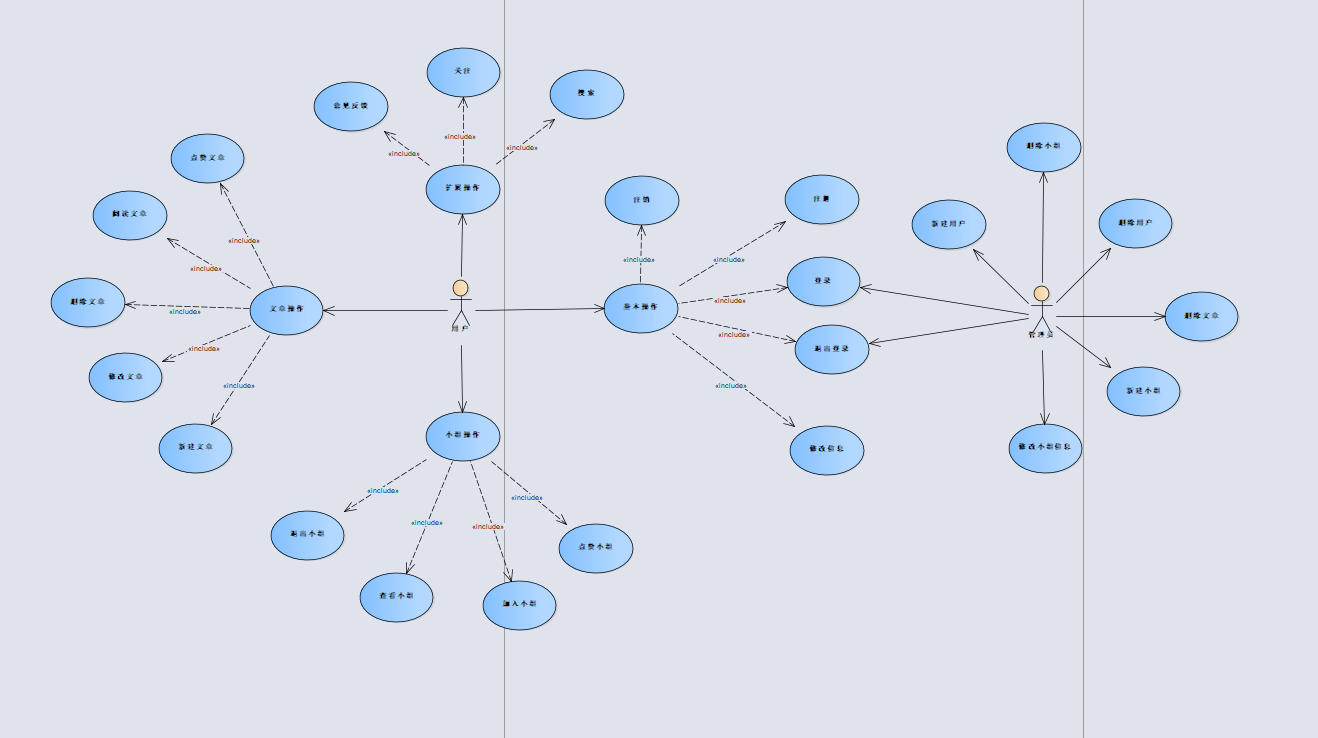 关注
意见反馈
搜索
«include»
«include»
«include»
点赞文章
扩展操作
阅读文章
«include»
«include»
删除文章
«include»
文章操作
«include»
修改文章
«include»
新建文章
用户
注销
注册
«include»
«include»
登录
«include»
基本操作
«include»
退出登录
«include»
修改信息
小组操作
«include»
«include»
«include»
«include»
退出小组
点赞小组
查看小组
加入小组
删除小组
新建用户
删除用户
管理员
删除文章
新建小组
修改小组信息